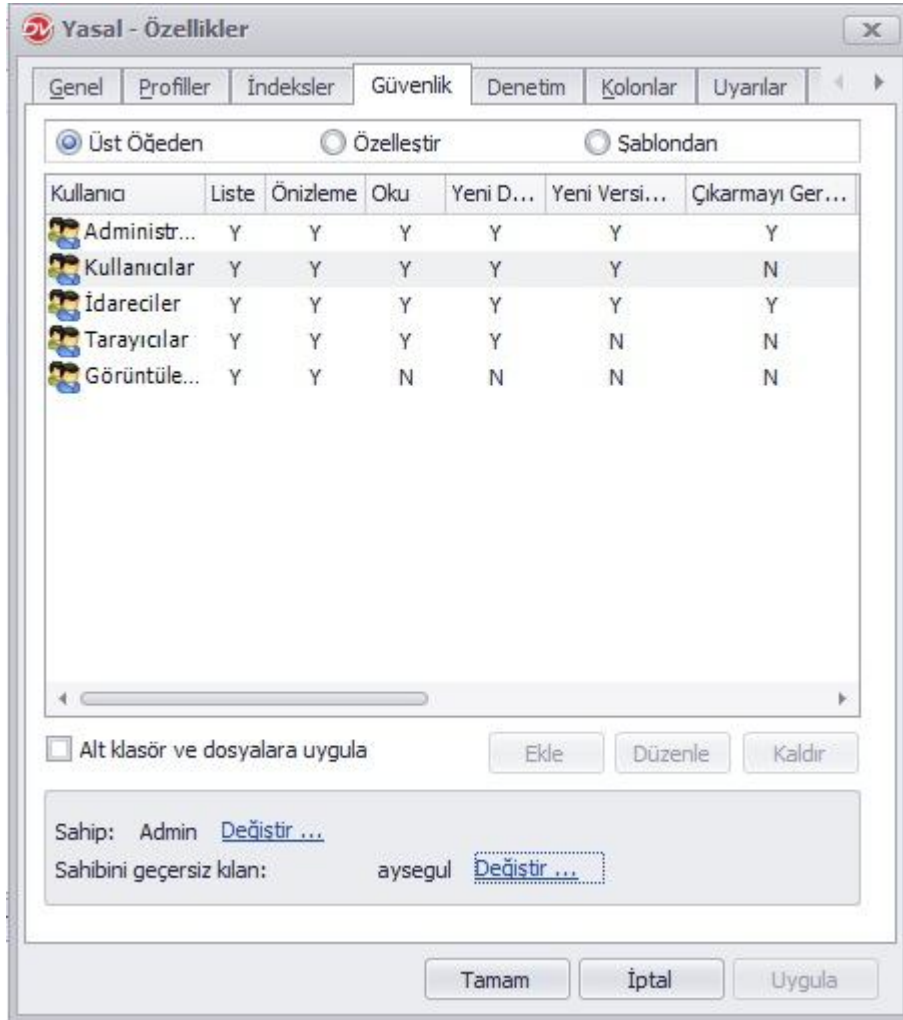 Yasal - Özellikler
Genel Profiller İndeksler Güvenlik Denetim Kolonlar Uyarılar
Üst Öğeden Özelleştir Şablondan
Kullanıcı Liste Önizleme Oku Yeni D... Yeni Versi... Çıkarmayı Ger...
Administr... Y Y Y Y Y Y
Kullanıcılar Y Y Y Y Y N
İdareciler Y Y Y Y Y Y
Tarayıcılar Y Y Y Y N N
Görüntüle... Y Y N N N N
Alt klasör ve dosyalara uygula Ekle Düzenle Kaldır
Sahip: Admin Değiştir ...
Sahibini geçersiz kılan: aysegul Değiştir ...
Tamam İptal Uygula